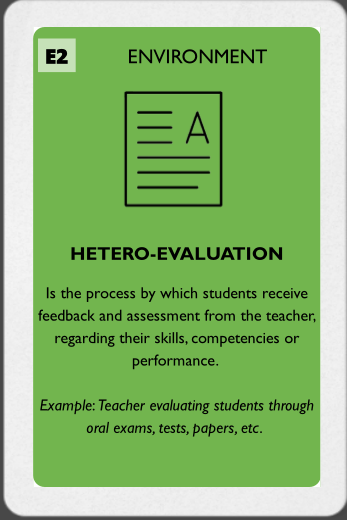 E2
ENVIRONMENT
A
HETERO-EVALUATION
Is the process by which students receive
feedback and assessment from the teacher,
regarding their skills, competencies or
performance.
Example: Teacher evaluating students through
oral exams, tests, papers, etc.